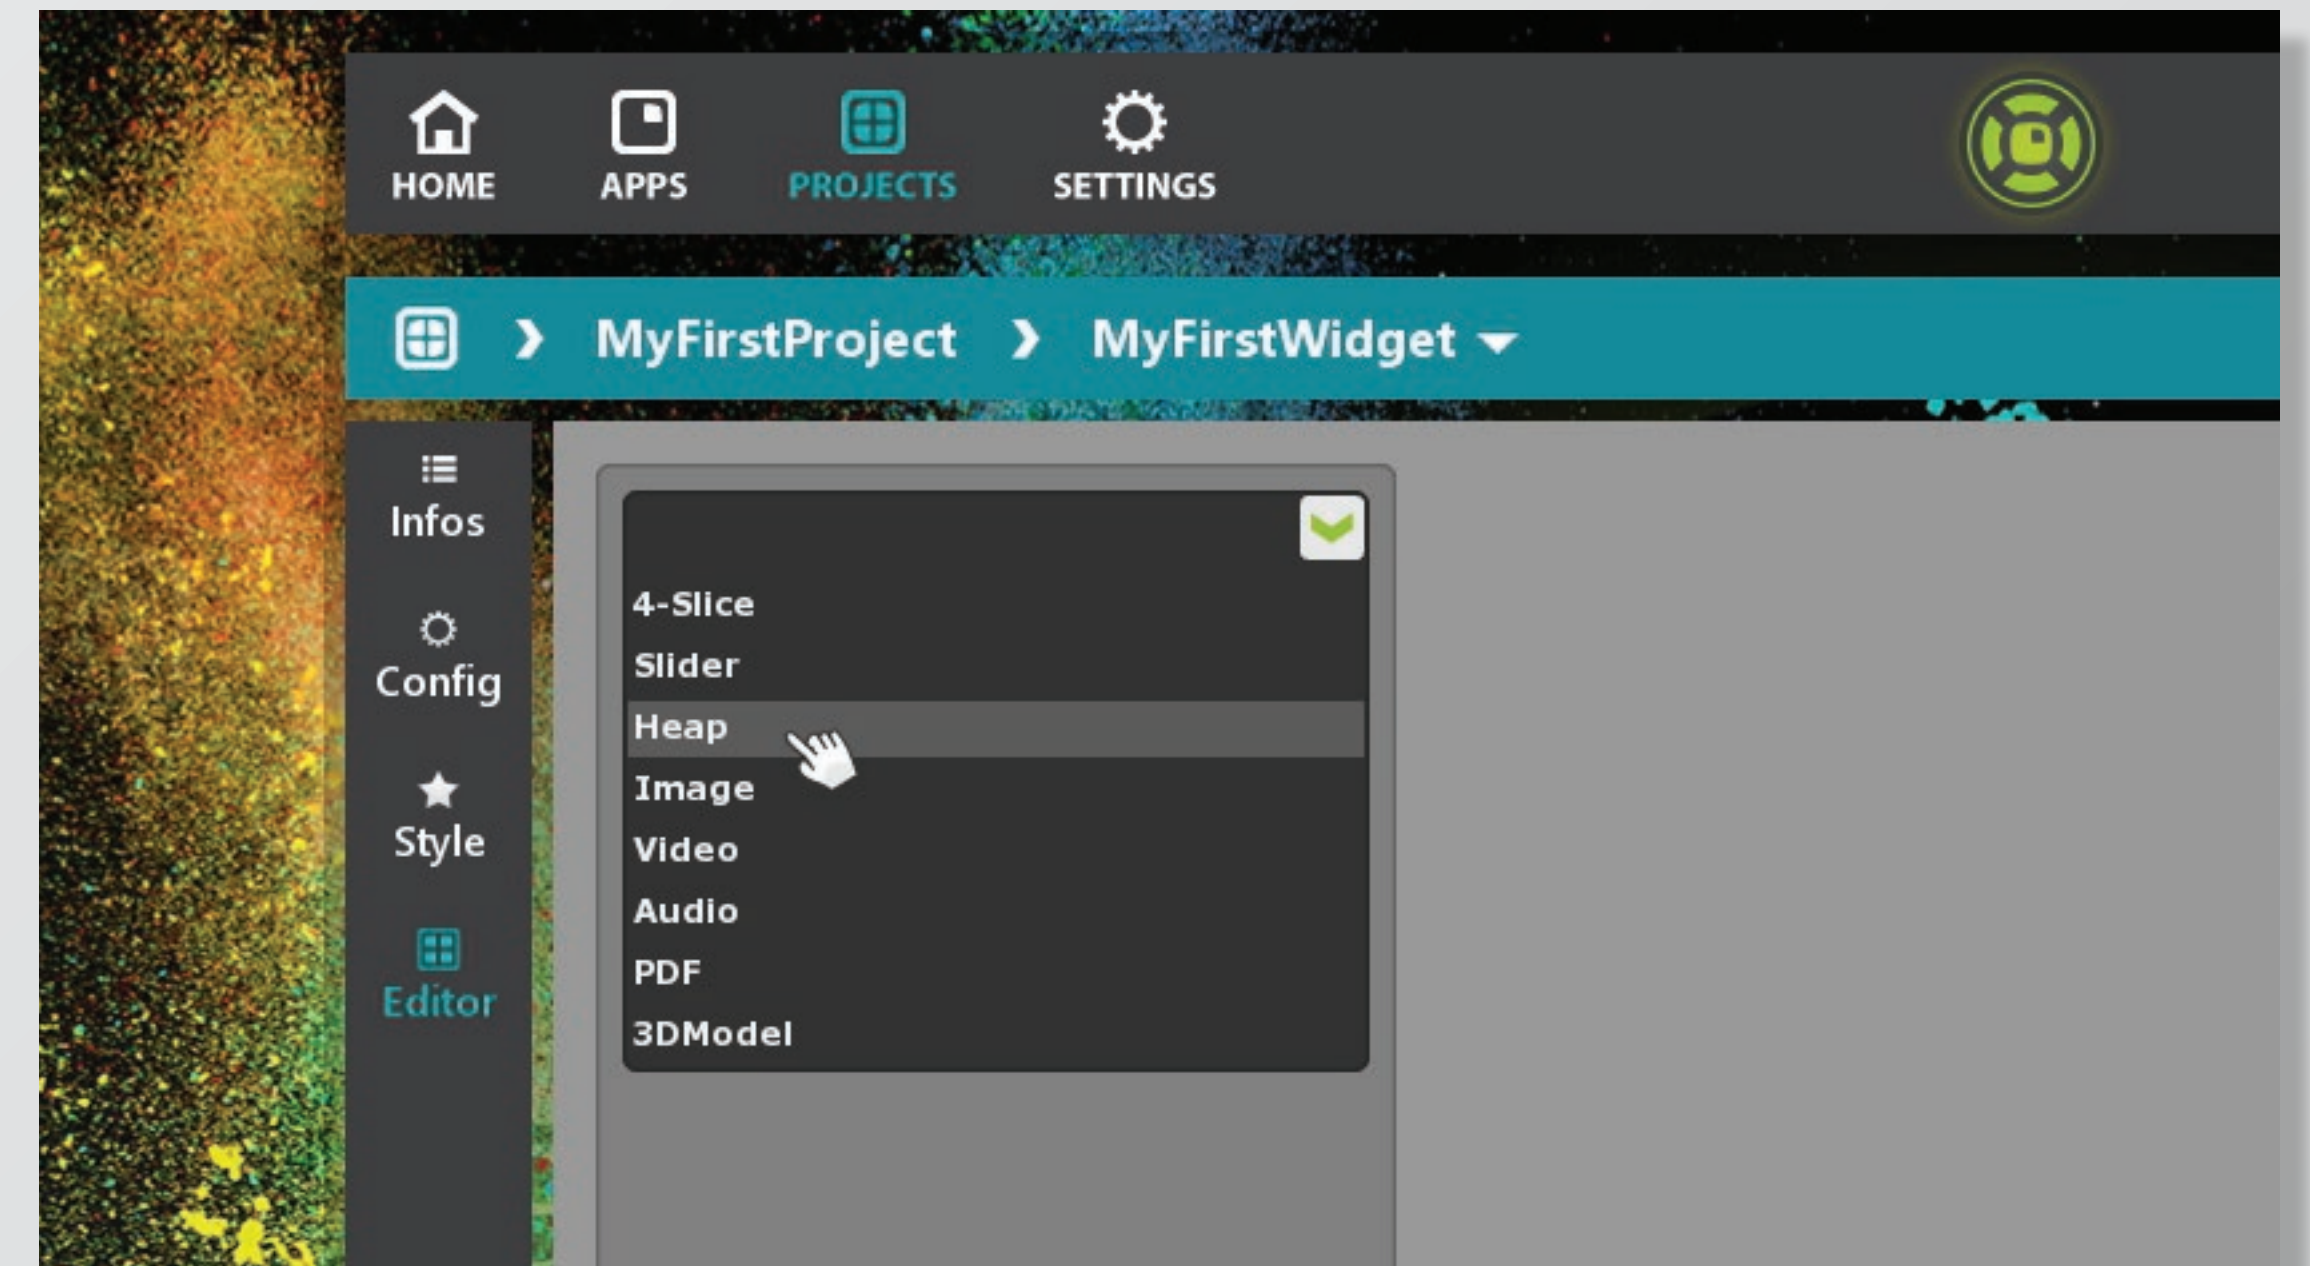 HOME APPS PROJECTS SETTINGS
MyFirstProject MyFirstWidget
Infos
Config
Style
Editor
4-Slice
Slider
Heap
Image
Video
Audio
PDF
3DModel